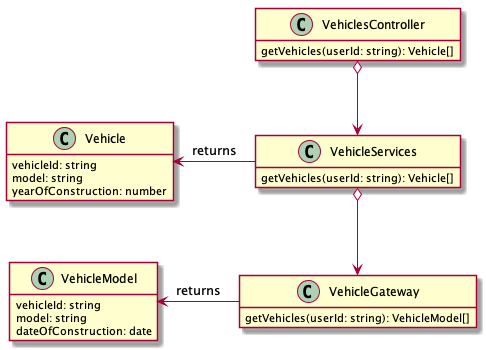 C VehiclesController
getVehicles(userId: string): Vehicle[]
C Vehicle
vehicleId: string
model: string
yearOfConstruction: number
returns
C VehicleServices
getVehicles(userId: string): Vehicle[]
C VehicleModel
vehicleId: string
model: string
dateOfConstruction: date
returns
C VehicleGateway
getVehicles(userId: string): VehicleModel[]